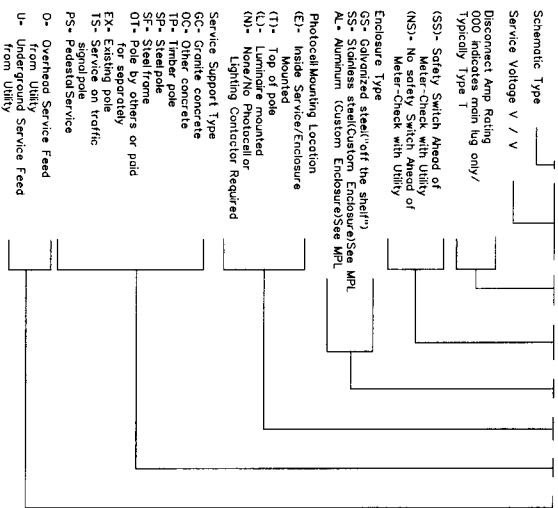 Schematic Type
Service Voltage V / V
Disconnect Amp Rating
000 indicates main lug only/
Typically Type T
(SS)- Safety Switch Ahead of
Meter-Check with Utility
(NS)- No safety Switch Ahead of
Meter-Check with Utility
Enclosure Type
GS- Galvanized steel("off the shelf")
SS- Stainless steel(Custom Enclosure)See MPL
AL- Aluminum (Custom Enclosure)See MPL
Photocell Mounting Location
(E)- Inside Service/Enclosure
Mounted
(T)- Top of pole
(L)- Luminaire mounted
(N)- None/No Photocell or
Lighting Contactor Required
Service Support Type
GC- Granite concrete
OC- Other concrete
TP- Timber pole
SP- Steel pole
SF- Steel frame
OT- Pole by others or paid
for separately
EX- Existing pole
TS- Service on traffic
signal pole
PS- Pedestal Service
O- Overhead Service Feed
from Utility
U- Underground Service Feed
from Utility